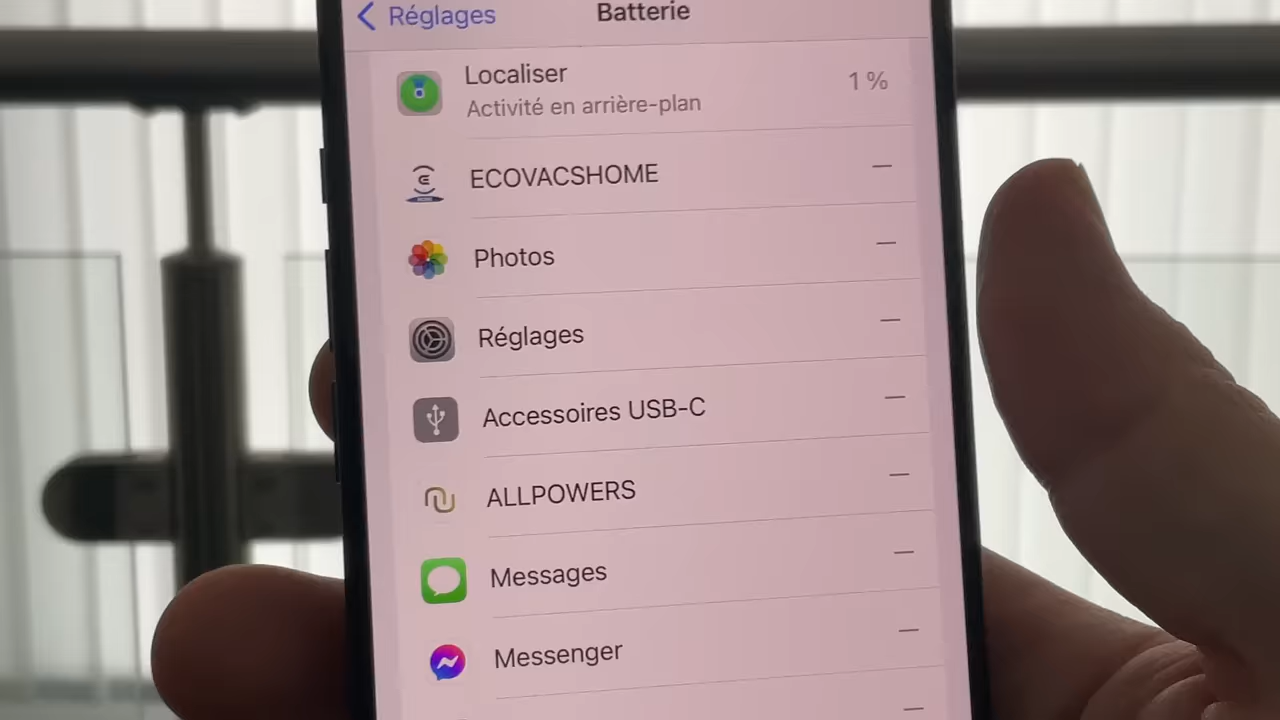 Réglages
Batterie
Localiser
1 %
Activité en arrière-plan
ECOVACSHOME
—
Photos
—
Réglages
—
Accessoires USB-C
—
ALLPOWERS
—
Messages
—
Messenger
—
—